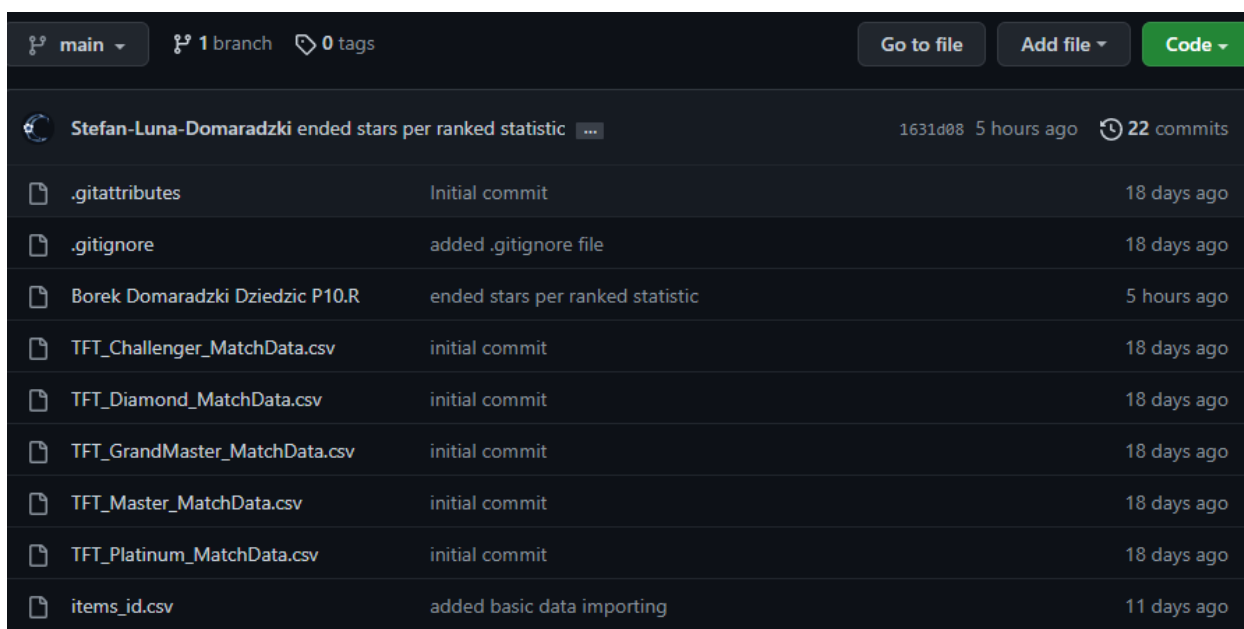 main 1 branch 0 tags Go to file Add file Code
Stefan-Luna-Domaradzki ended stars per ranked statistic ... 1631d08 5 hours ago 22 commits
.gitattributes Initial commit 18 days ago
.gitignore added .gitignore file 18 days ago
Borek Domaradzki Dziedzic P10.R ended stars per ranked statistic 5 hours ago
TFT_Challenger_MatchData.csv initial commit 18 days ago
TFT_Diamond_MatchData.csv initial commit 18 days ago
TFT_GrandMaster_MatchData.csv initial commit 18 days ago
TFT_Master_MatchData.csv initial commit 18 days ago
TFT_Platinum_MatchData.csv initial commit 18 days ago
items_id.csv added basic data importing 11 days ago